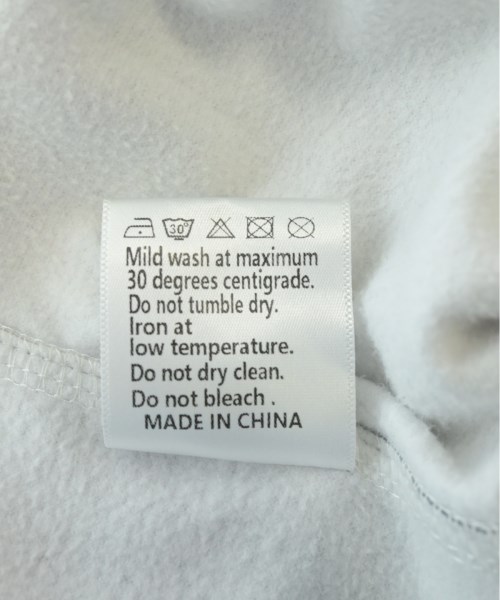 30°
Mild wash at maximum
30 degrees centigrade.
Do not tumble dry.
Iron at
low temperature.
Do not dry clean.
Do not bleach .
MADE IN CHINA